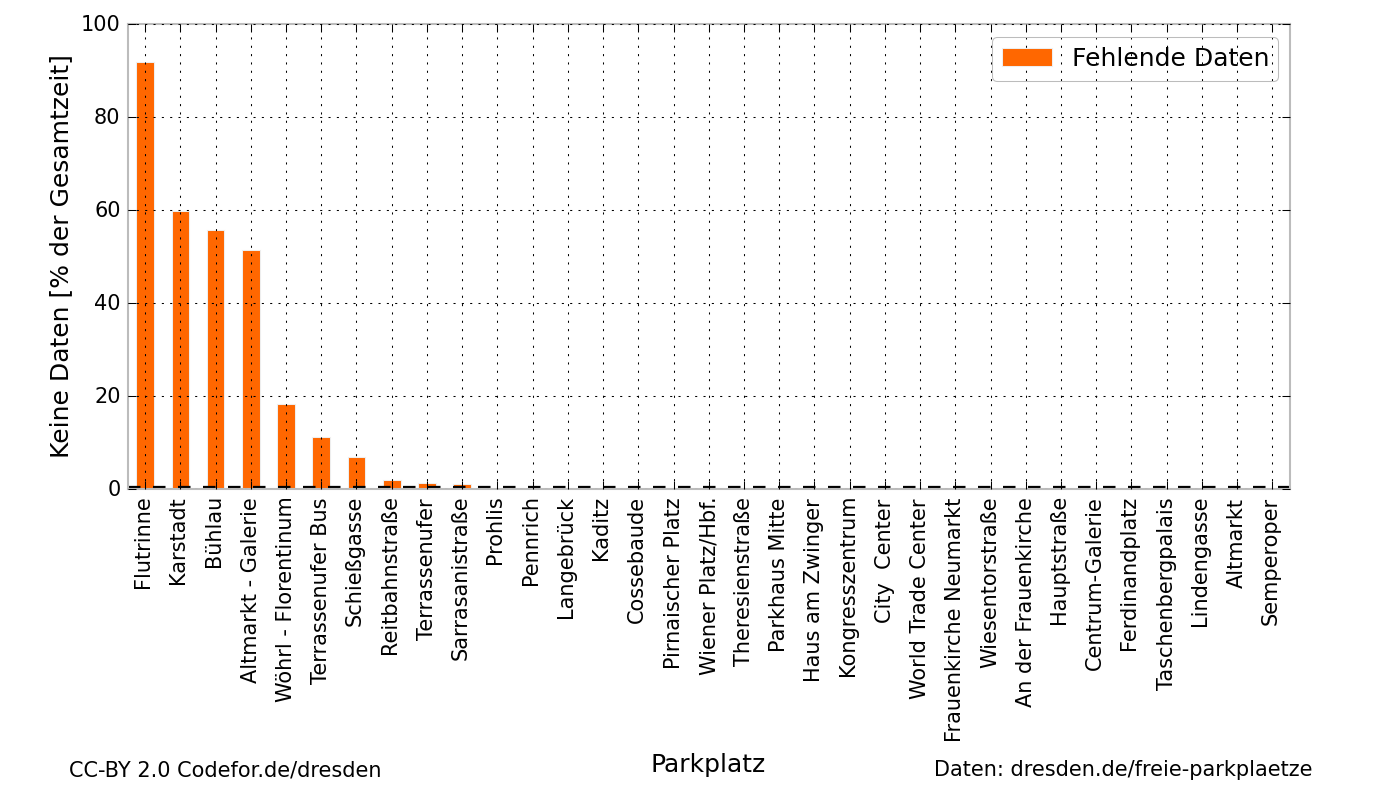 100
80
60
40
20
0
Keine Daten [% der Gesamtzeit]
Fehlende Daten
Flutrinne
Karstadt
Bühlau
Altmarkt - Galerie
Wöhrl - Florentinum
Terrassenufer Bus
Schießgasse
Reitbahnstraße
Terrassenufer
Sarrasanistraße
Prohlis
Pennrich
Langebrück
Kaditz
Cossebaude
Pirnaischer Platz
Wiener Platz/Hbf.
Theresienstraße
Parkhaus Mitte
Haus am Zwinger
Kongresszentrum
City  Center
World Trade Center
Frauenkirche Neumarkt
Wiesentorstraße
An der Frauenkirche
Hauptstraße
Centrum-Galerie
Ferdinandplatz
Taschenbergpalais
Lindengasse
Altmarkt
Semperoper
Parkplatz
CC-BY 2.0 Codefor.de/dresden
Daten: dresden.de/freie-parkplaetze